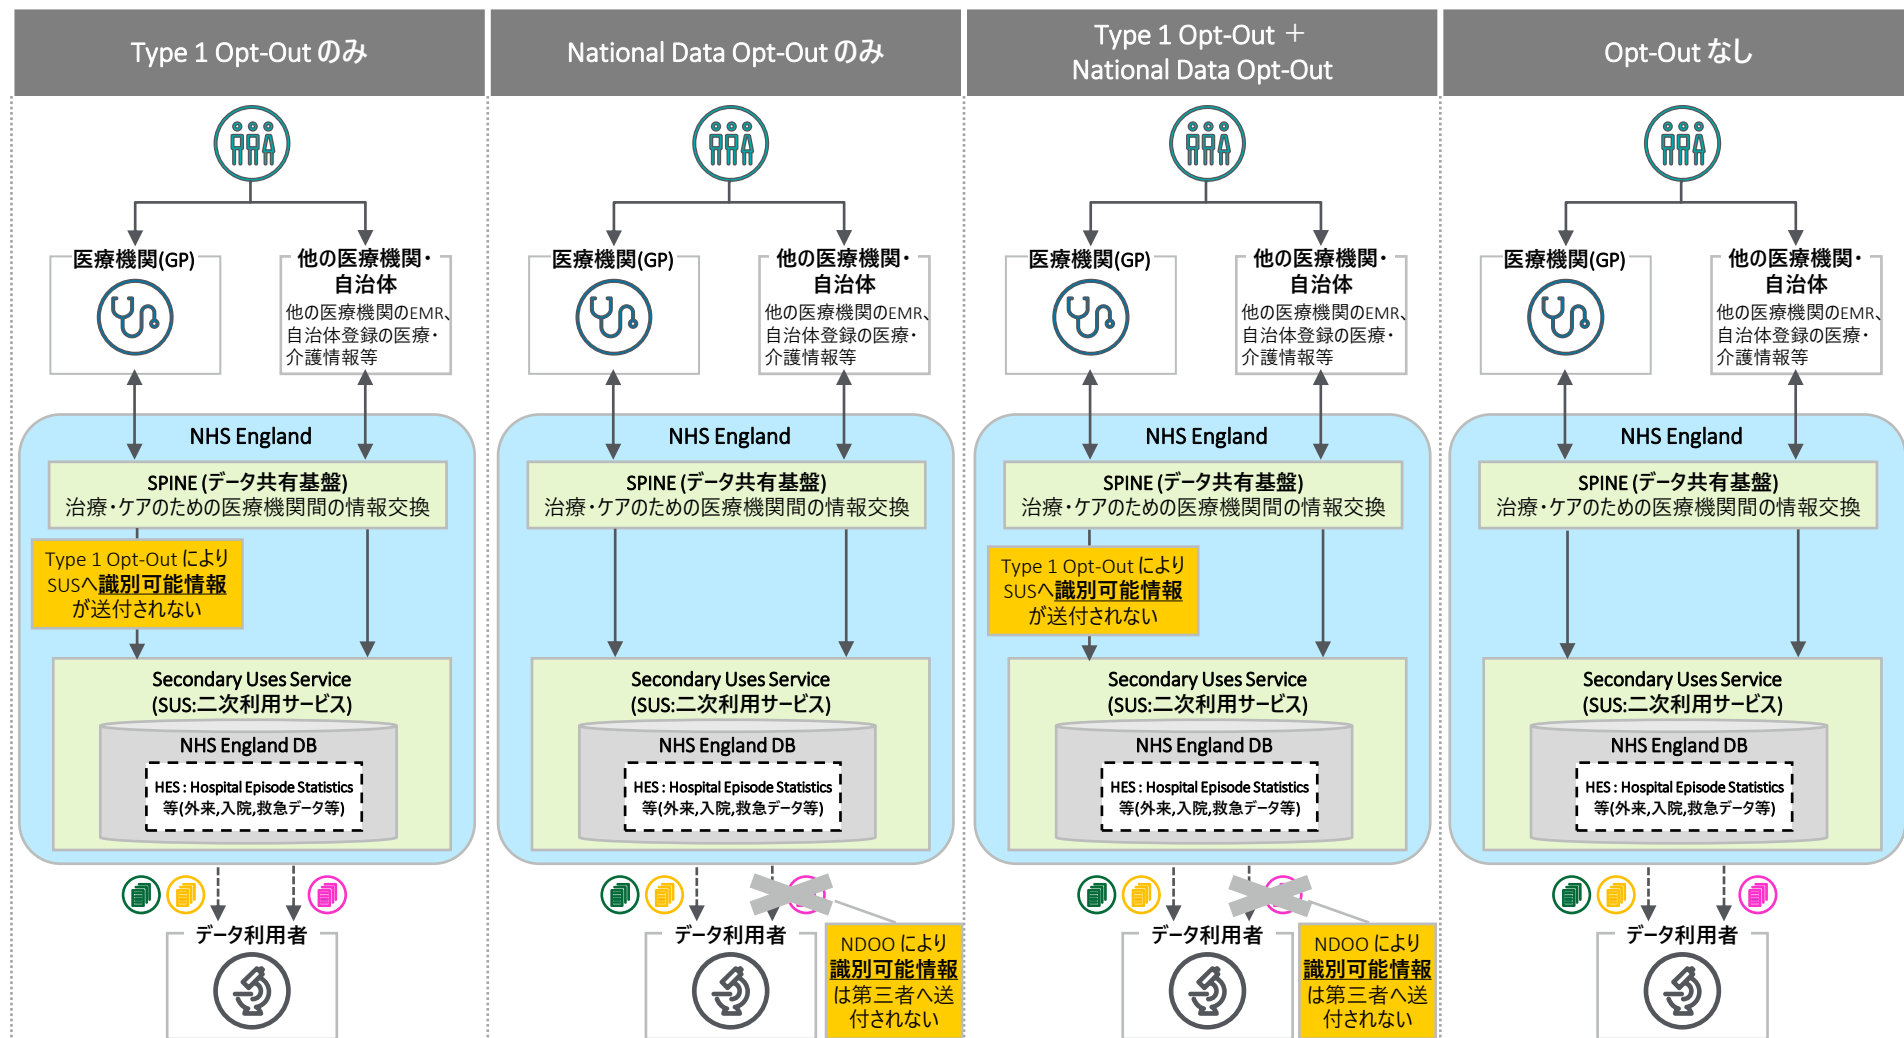 Type 1 Opt-Out のみ
医療機関(GP)
他の医療機関・
自治体
他の医療機関のEMR、
自治体登録の医療・
介護情報等
NHS England
SPINE (データ共有基盤)
治療・ケアのための医療機関間の情報交換
Type 1 Opt-Out により
SUSへ識別可能情報
が送付されない
Secondary Uses Service
(SUS:二次利用サービス)
NHS England DB
HES : Hospital Episode Statistics
等(外来,入院,救急データ等)
データ利用者
National Data Opt-Out のみ
医療機関(GP)
他の医療機関・
自治体
他の医療機関のEMR、
自治体登録の医療・
介護情報等
NHS England
SPINE (データ共有基盤)
治療・ケアのための医療機関間の情報交換
Secondary Uses Service
(SUS:二次利用サービス)
NHS England DB
HES : Hospital Episode Statistics
等(外来,入院,救急データ等)
データ利用者
NDOO により
識別可能情報
は第三者へ送
付されない
Type 1 Opt-Out ＋
National Data Opt-Out
医療機関(GP)
他の医療機関・
自治体
他の医療機関のEMR、
自治体登録の医療・
介護情報等
NHS England
SPINE (データ共有基盤)
治療・ケアのための医療機関間の情報交換
Type 1 Opt-Out により
SUSへ識別可能情報
が送付されない
Secondary Uses Service
(SUS:二次利用サービス)
NHS England DB
HES : Hospital Episode Statistics
等(外来,入院,救急データ等)
データ利用者
NDOO により
識別可能情報
は第三者へ送
付されない
Opt-Out なし
医療機関(GP)
他の医療機関・
自治体
他の医療機関のEMR、
自治体登録の医療・
介護情報等
NHS England
SPINE (データ共有基盤)
治療・ケアのための医療機関間の情報交換
Secondary Uses Service
(SUS:二次利用サービス)
NHS England DB
HES : Hospital Episode Statistics
等(外来,入院,救急データ等)
データ利用者